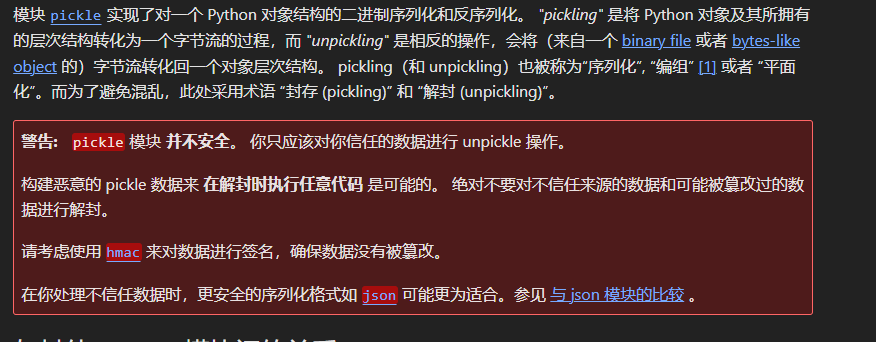 模块 pickle 实现了对一个 Python 对象结构的二进制序列化和反序列化。 "pickling" 是将 Python 对象及其所拥有
的层次结构转化为一个字节流的过程，而 "unpickling" 是相反的操作，会将（来自一个 binary file 或者 bytes-like
object 的）字节流转化回一个对象层次结构。 pickling（和 unpickling）也被称为“序列化”, “编组” [1] 或者 “平面
化”。而为了避免混乱，此处采用术语 “封存 (pickling)” 和 “解封 (unpickling)”。
警告： pickle 模块 并不安全。 你只应该对你信任的数据进行 unpickle 操作。
构建恶意的 pickle 数据来 在解封时执行任意代码 是可能的。 绝对不要对不信任来源的数据和可能被篡改过的数
据进行解封。
请考虑使用 hmac 来对数据进行签名，确保数据没有被篡改。
在你处理不信任数据时，更安全的序列化格式如 json 可能更为适合。参见 与 json 模块的比较 。